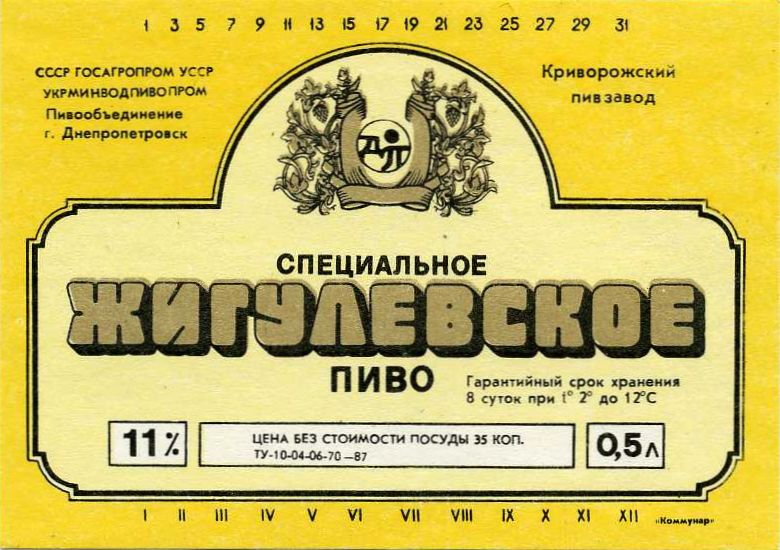 1 3 5 7 9 11 13 15 17 19 21 23 25 27 29 31
СССР ГОСАГРОПРОМ УССР
УКРМИНВОДПИВОПРОМ
Пивообъединение
г. Днепропетровск
Криворожский
пивзавод
ДП
СПЕЦИАЛЬНОЕ
ЖИГУЛЕВСКОЕ
ПИВО
Гарантийный срок хранения
8 суток при t° 2° до 12°С
11%
ЦЕНА БЕЗ СТОИМОСТИ ПОСУДЫ 35 КОП.
ТУ-10-04-06-70-87
0,5л
I II III IV V VI VII VIII IX X XI XII
«Коммунар»